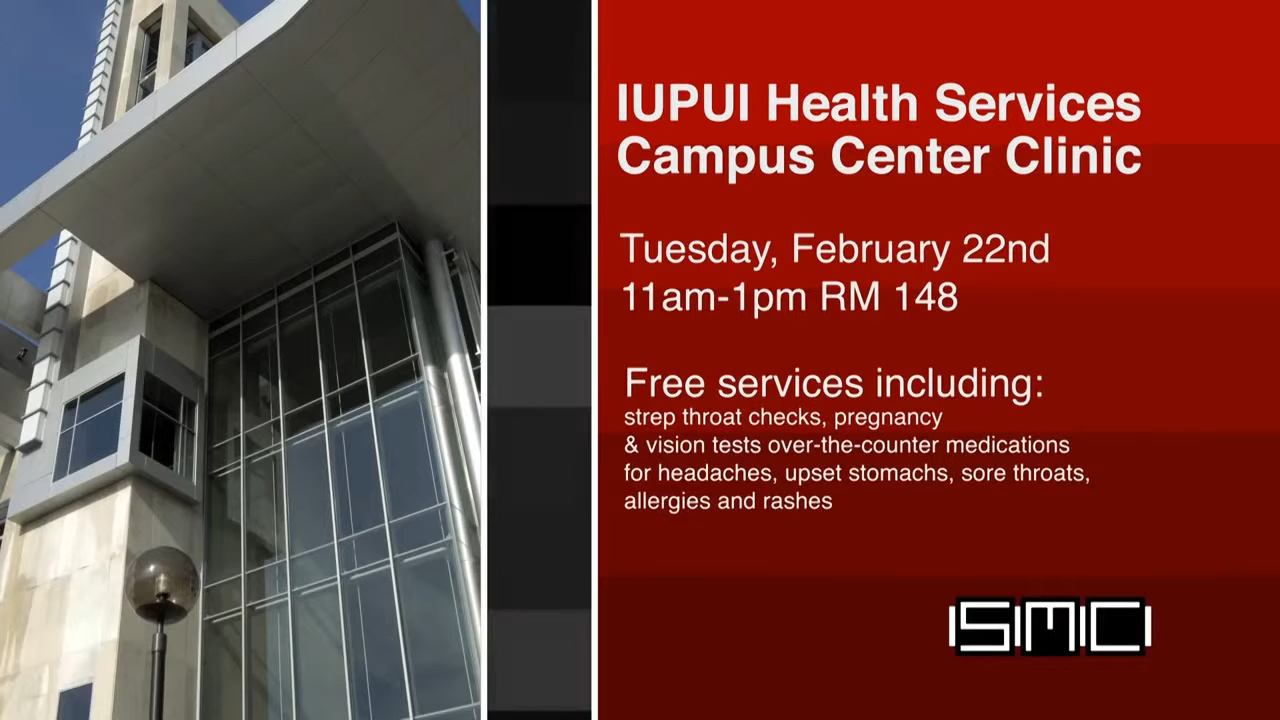 IUPUI Health Services
Campus Center Clinic
Tuesday, February 22nd
11am-1pm RM 148
Free services including:
strep throat checks, pregnancy
& vision tests over-the-counter medications
for headaches, upset stomachs, sore throats,
allergies and rashes
SMC